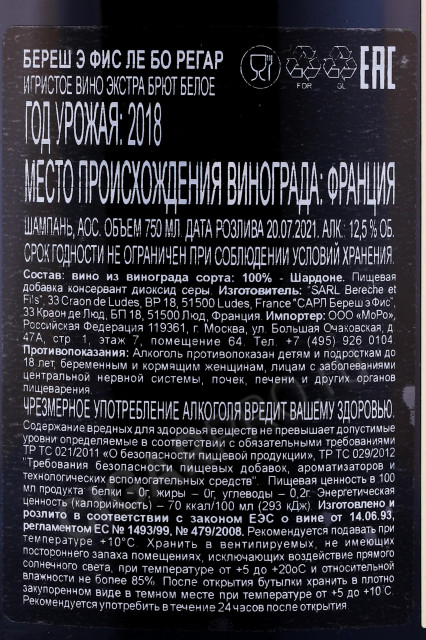 БЕРЕШ Э ФИС ЛЕ БО РЕГАР
ИГРИСТОЕ ВИНО ЭКСТРА БРЮТ БЕЛОЕ
FOR
GL
EAC
ГОД УРОЖАЯ: 2018
МЕСТО ПРОИСХОЖДЕНИЯ ВИНОГРАДА: ФРАНЦИЯ
ШАМПАНЬ, АОС. ОБЪЕМ 750 МЛ. ДАТА РОЗЛИВА 20.07.2021. АЛК.: 12,5 % ОБ.
СРОК ГОДНОСТИ НЕ ОГРАНИЧЕН ПРИ СОБЛЮДЕНИИ УСЛОВИЙ ХРАНЕНИЯ.
Состав: вино из винограда сорта: 100% - Шардоне. Пищевая
добавка консервант диоксид серы. Изготовитель: "SARL Bereche et
Fils", 33 Craon de Ludes, BP 18, 51500 Ludes, France "САРЛ Береш э Фис",
33 Краон де Люд, БП 18, 51500 Люд, Франция. Импортер: ООО «МоРо»,
Российская Федерация 119361, г. Москва, ул. Большая Очаковская, д
47А, стр 1, этаж 7, помещение 64. Тел. +7 (495) 926 0104
Противопоказания: Алкоголь противопоказан детям и подросткам до
18 лет, беременным и кормящим женщинам, лицам с заболеваниями
центральной нервной системы, почек, печени и других органов
пищеварения.
ЧРЕЗМЕРНОЕ УПОТРЕБЛЕНИЕ АЛКОГОЛЯ ВРЕДИТ ВАШЕМУ ЗДОРОВЬЮ.
Содержание вредных для здоровья веществ не превышает допустимые
уровни определяемые в соответствии с обязательными требованиями
ТР ТС 021/2011 «О безопасности пищевой продукции», ТР ТС 029/2012
"Требования безопасности пищевых добавок, ароматизаторов и
технологических вспомогательных средств". Пищевая ценность в 100
мл продукта: белки – 0г, жиры – 0г, углеводы – 0,2г. Энергетическая
ценность (калорийность) – 70 ккал/100 мл (293 кДж). Изготовлено и
розлито в соответствии с законом ЕЭС о вине от 14.06.93,
регламентом ЕС № 1493/99, № 479/2008. Рекомендуется подавать при
температуре +10°С. Хранить в вентилируемых, не имеющих
постороннего запаха помещениях, исключающих воздействие прямого
солнечного света, при температуре от +5 до +20оС и относительной
влажности не более 85%. После открытия бутылки хранить в плотно
закупоренном виде в темном месте при температуре от +5 до +10°С.
Рекомендуется употребить в течение 24 часов после открытия